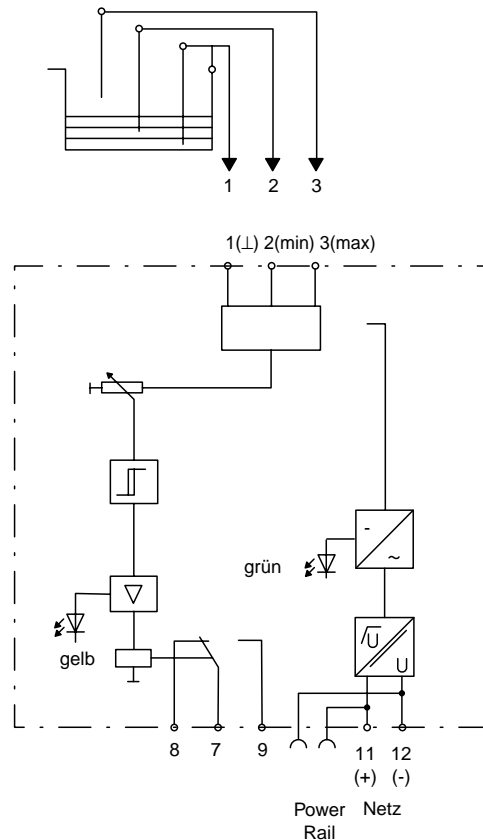 1 2 3
1(⊥) 2(min) 3(max)
-
~
grün
U
U
gelb
8 7 9 11 12
(+) (-)
Power Netz
Rail